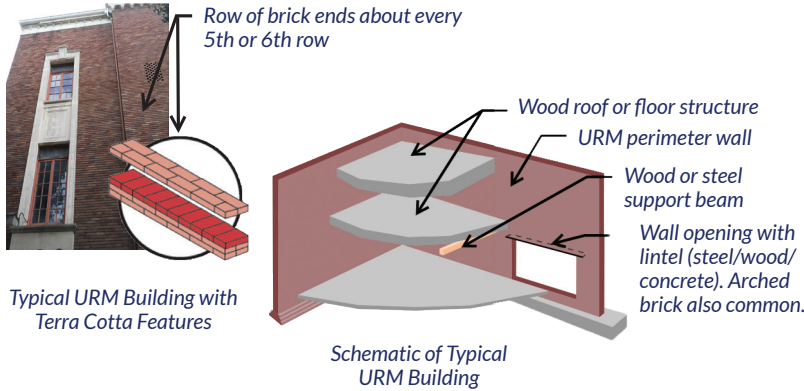 Row of brick ends about every
5th or 6th row
Typical URM Building with
Terra Cotta Features
Wood roof or floor structure
URM perimeter wall
Wood or steel
support beam
Wall opening with
lintel (steel/wood/
concrete). Arched
brick also common.
Schematic of Typical
URM Building